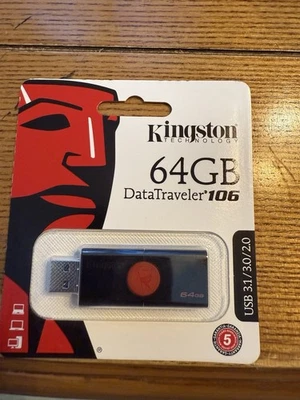 Kingston
TECHNOLOGY
64GB
DataTraveler®106
64GB
USB 3.1/3.0/2.0
5